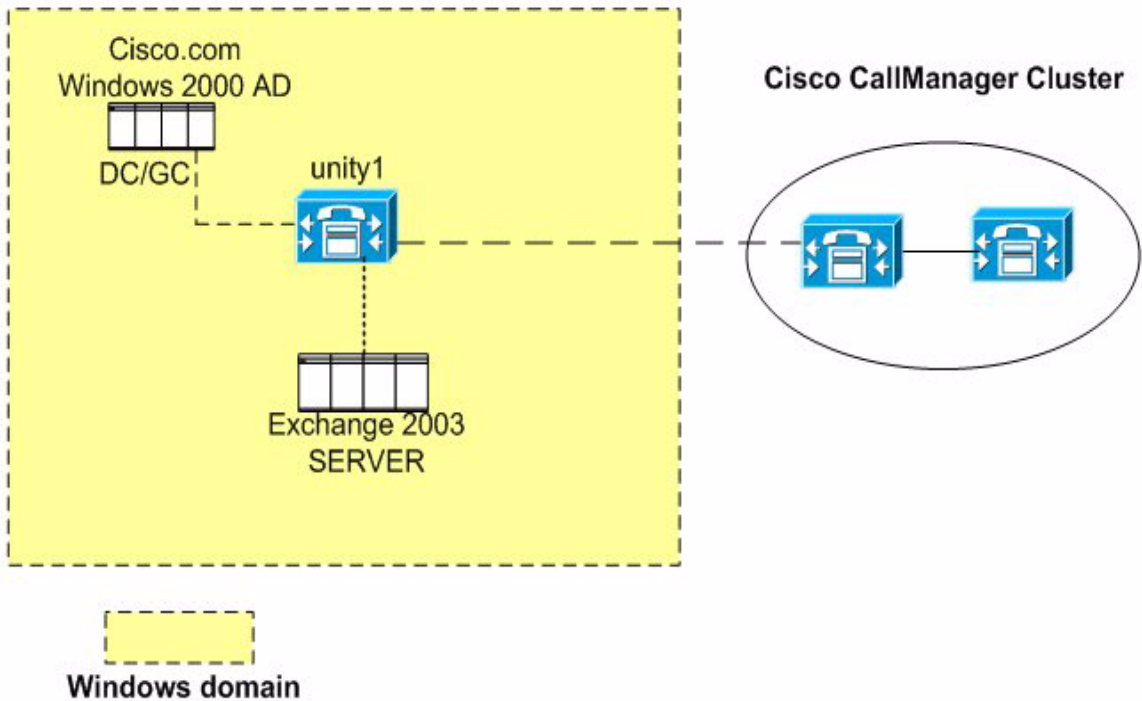 Cisco.com
Windows 2000 AD
DC/GC
unity1
Exchange 2003
SERVER
Cisco CallManager Cluster
Windows domain